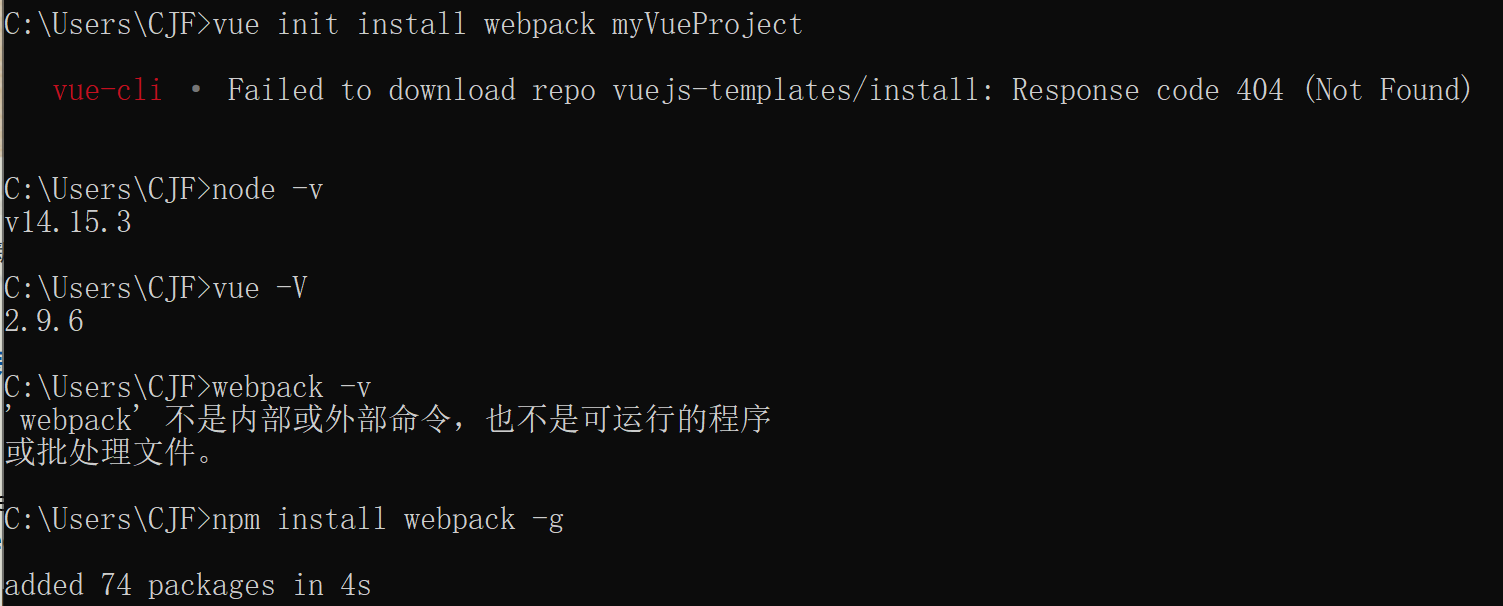 C:\Users\CJF>vue init install webpack myVueProject
vue-cli · Failed to download repo vuejs-templates/install: Response code 404 (Not Found)
C:\Users\CJF>node -v
v14.15.3
C:\Users\CJF>vue -V
2.9.6
C:\Users\CJF>webpack -v
'webpack' 不是内部或外部命令，也不是可运行的程序
或批处理文件。
C:\Users\CJF>npm install webpack -g
added 74 packages in 4s